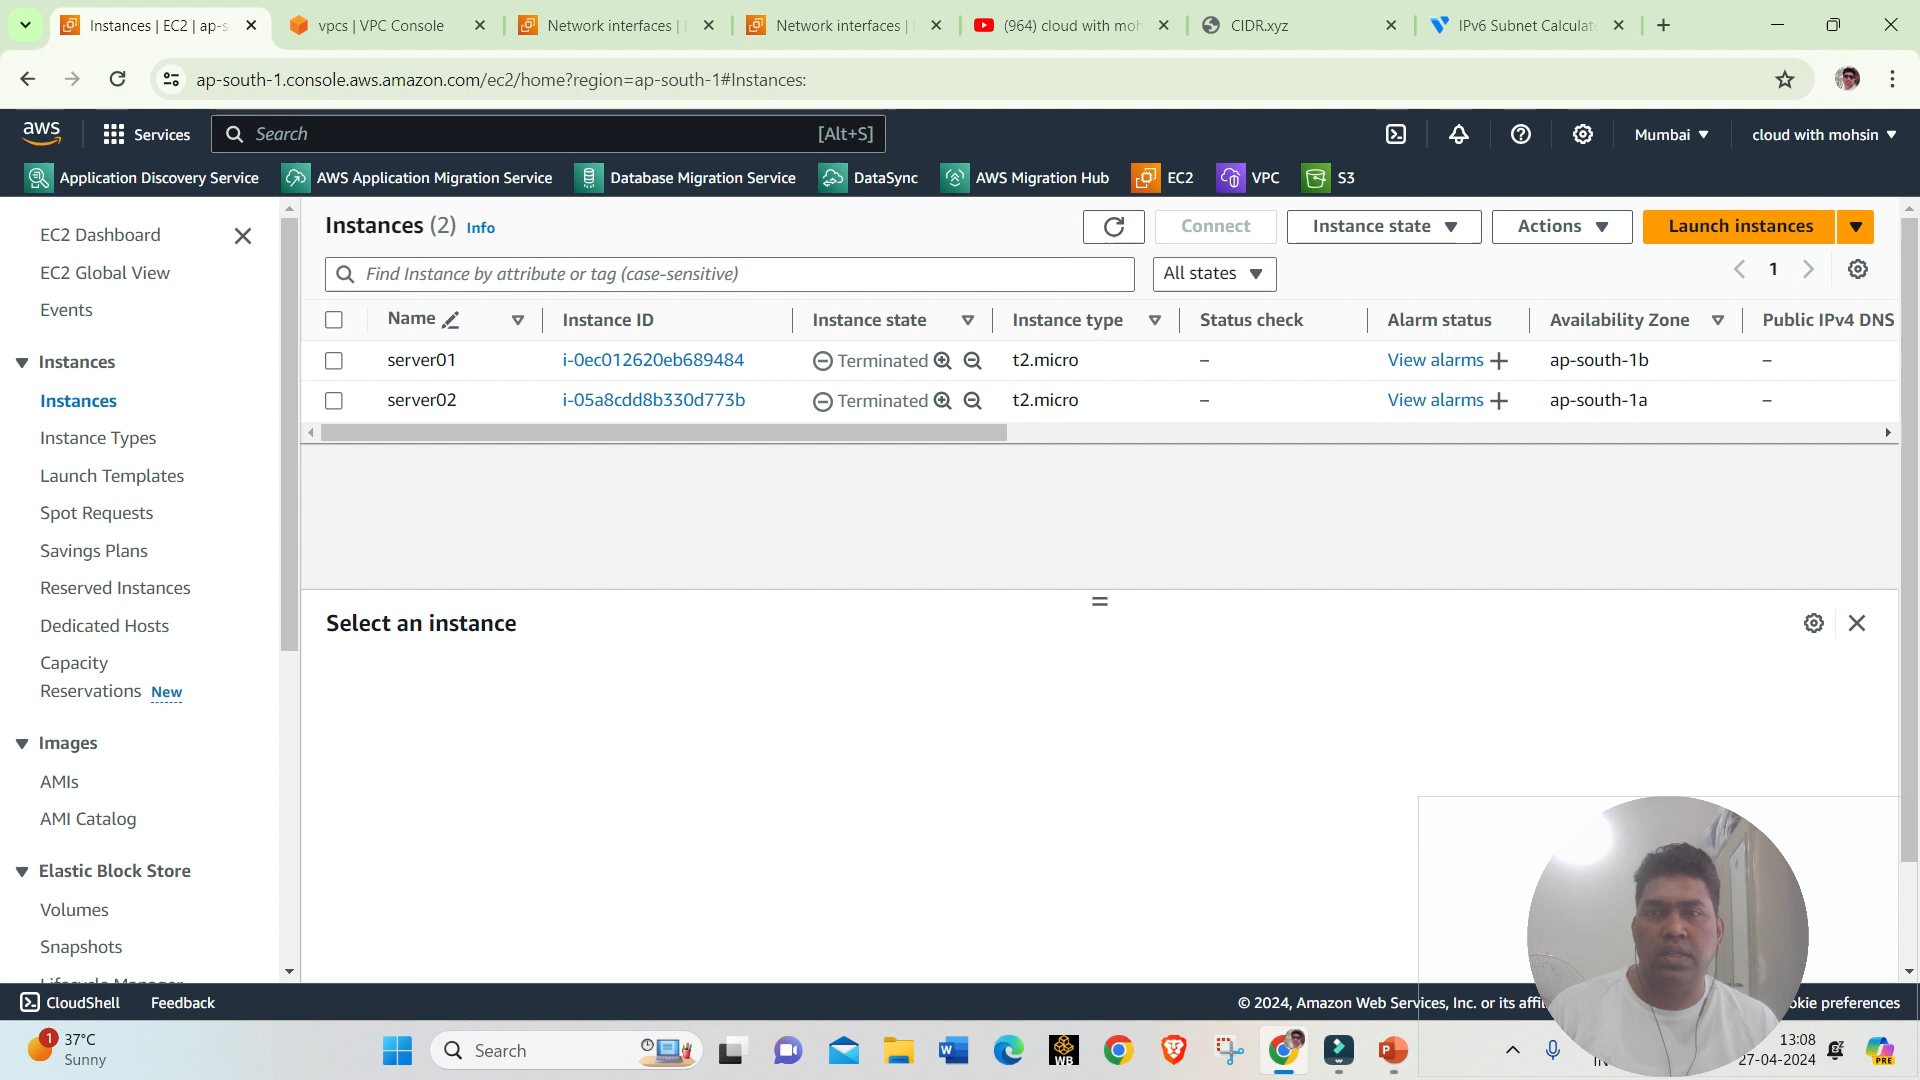 Instances | EC2 | ap-s
vpcs | VPC Console
Network interfaces |
Network interfaces |
(964) cloud with moh
CIDR.xyz
IPv6 Subnet Calculat
ap-south-1.console.aws.amazon.com/ec2/home?region=ap-south-1#Instances:
aws
Services
Search
[Alt+S]
Mumbai
cloud with mohsin
Application Discovery Service
AWS Application Migration Service
Database Migration Service
DataSync
AWS Migration Hub
EC2
VPC
S3
EC2 Dashboard
EC2 Global View
Events
Instances
Instances
Instance Types
Launch Templates
Spot Requests
Savings Plans
Reserved Instances
Dedicated Hosts
Capacity
Reservations New
Images
AMIs
AMI Catalog
Elastic Block Store
Volumes
Snapshots
Lifecycle Manager
Instances (2) Info
Connect
Instance state
Actions
Launch instances
Find Instance by attribute or tag (case-sensitive)
All states
1
Name Instance ID Instance state Instance type Status check Alarm status Availability Zone Public IPv4 DNS
server01 i-0ec012620eb689484 Terminated t2.micro – View alarms + ap-south-1b –
server02 i-05a8cdd8b330d773b Terminated t2.micro – View alarms + ap-south-1a –
Select an instance
CloudShell
Feedback
© 2024, Amazon Web Services, Inc. or its affil
okie preferences
1
37°C
Sunny
Search
WB
13:08
27-04-2024
PRE